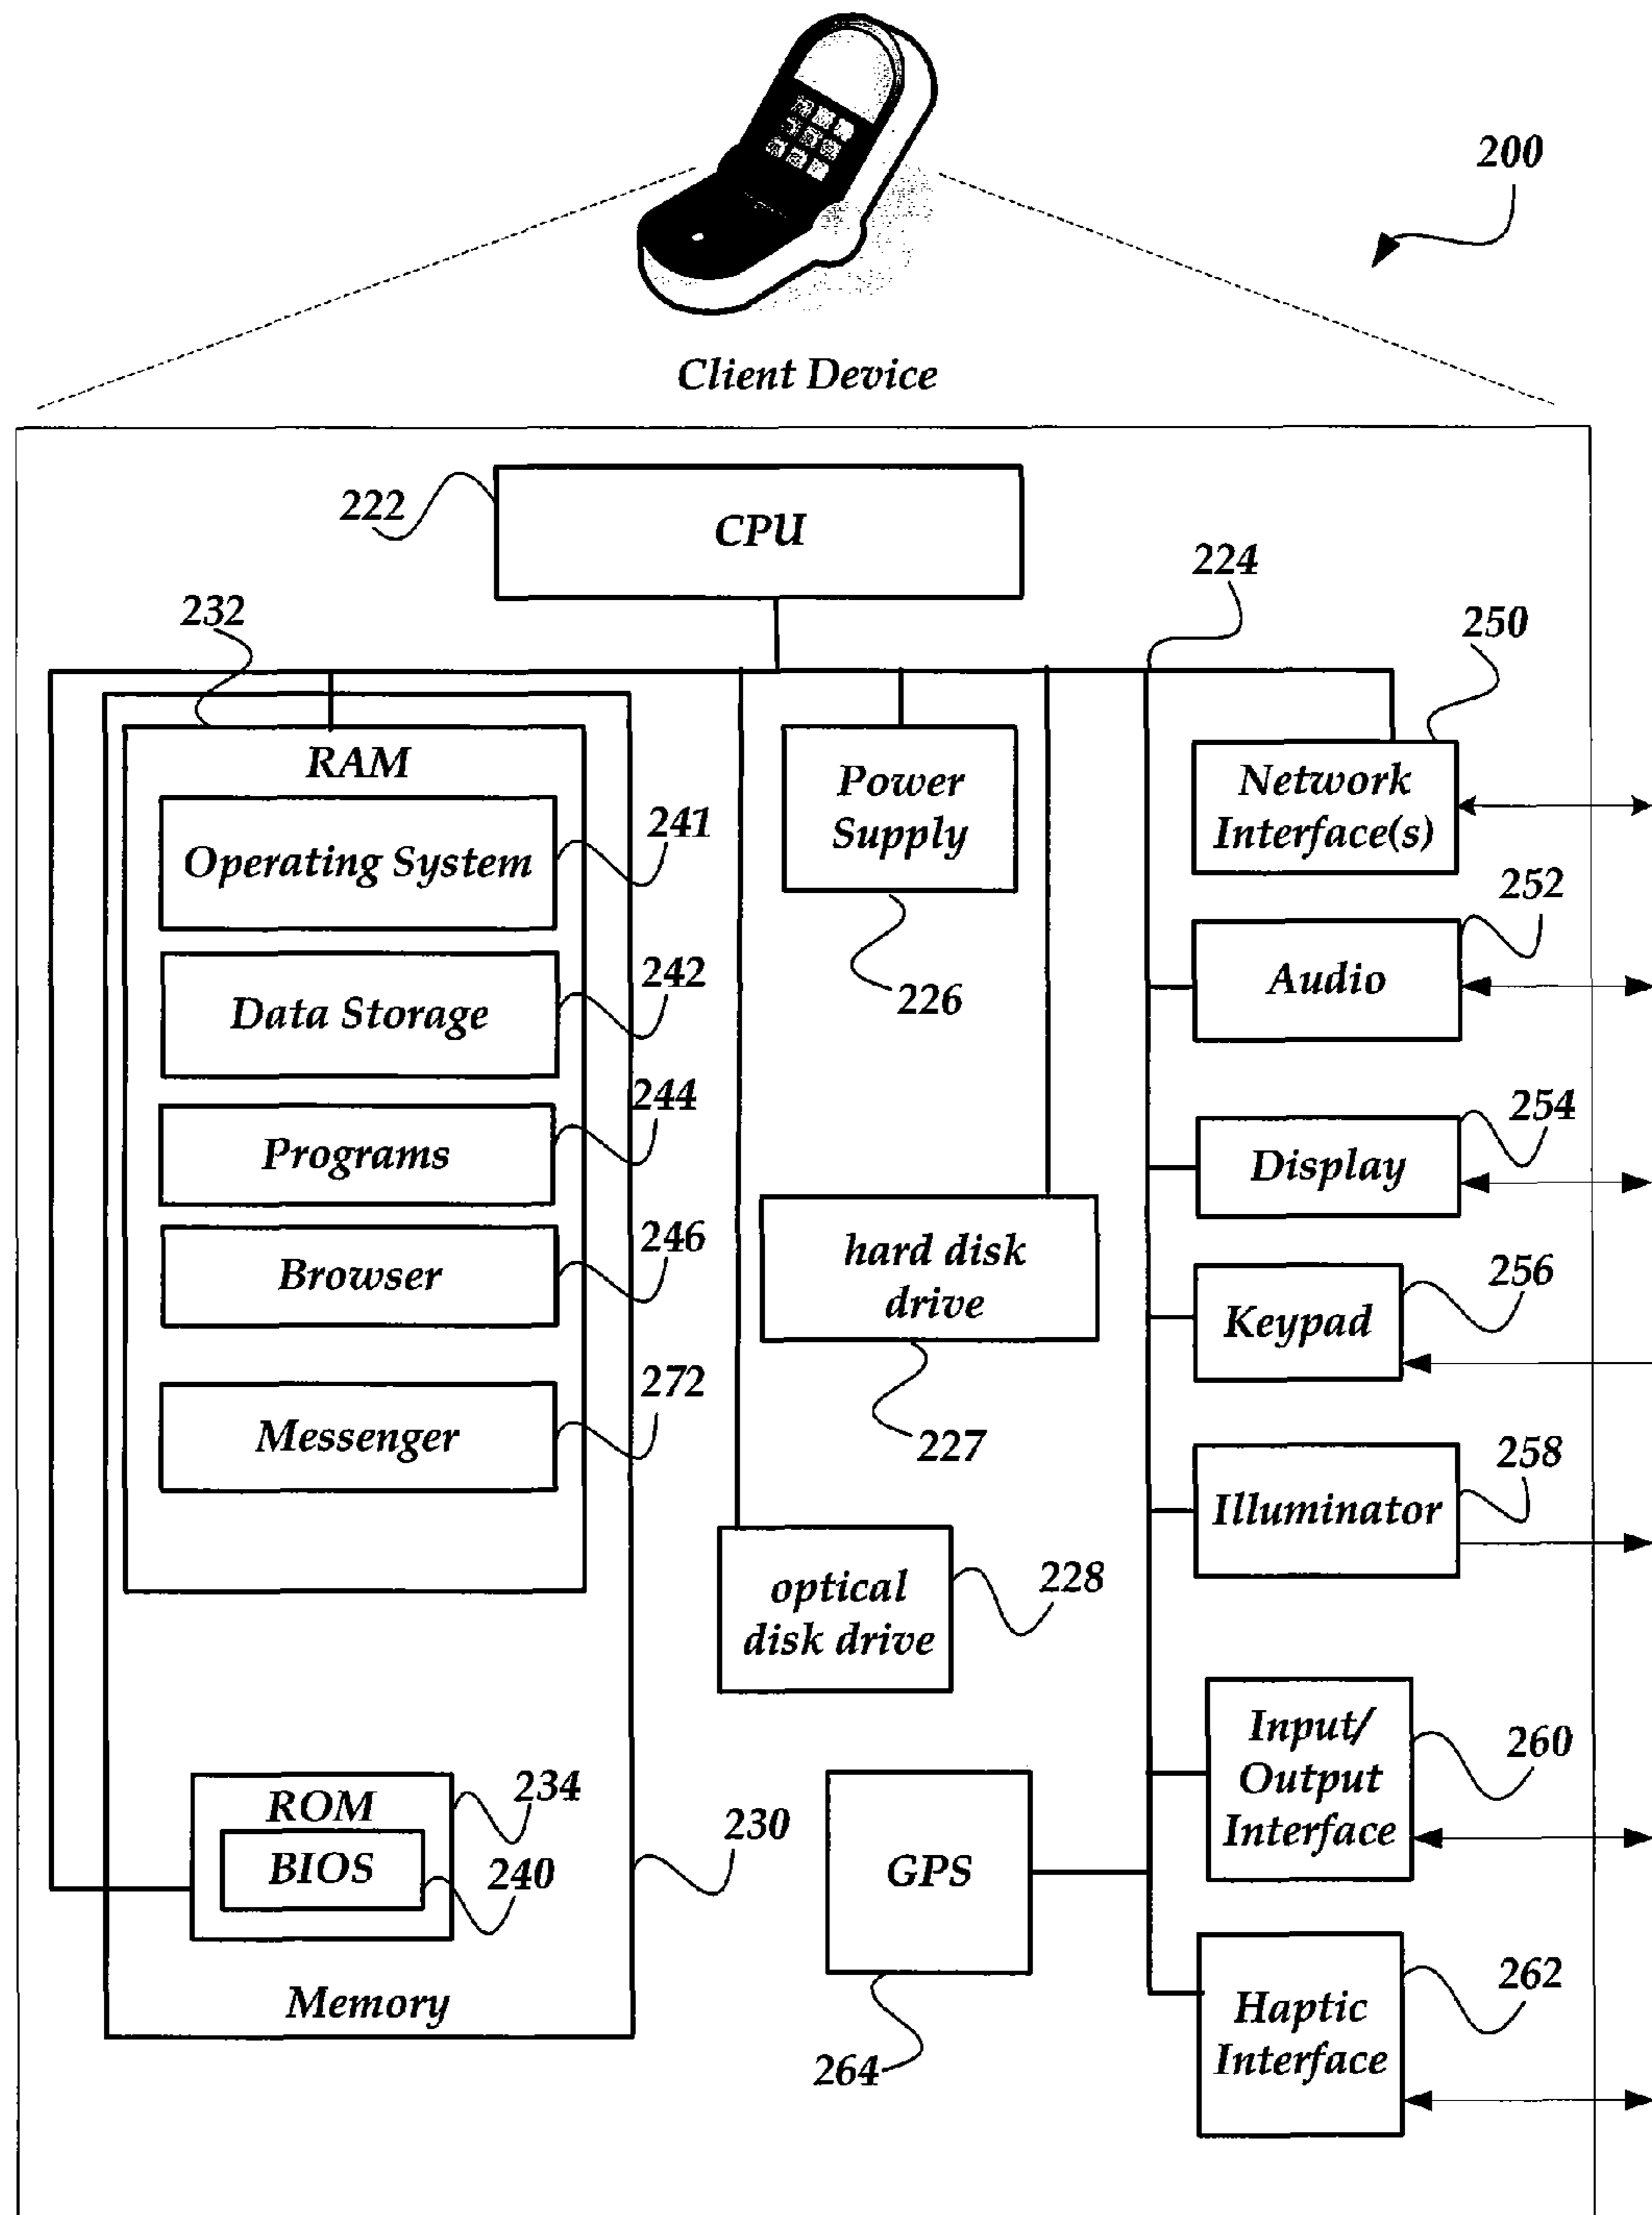 200
Client Device
222
CPU
224
232
250
RAM
Operating System
241
Data Storage
242
Programs
244
Browser
246
Messenger
272
Power
Supply
226
hard disk
drive
227
optical
disk drive
228
Network
Interface(s)
252
Audio
254
Display
256
Keypad
258
Illuminator
Input/
Output
Interface
260
ROM
234
BIOS
240
230
Memory
GPS
264
Haptic
Interface
262